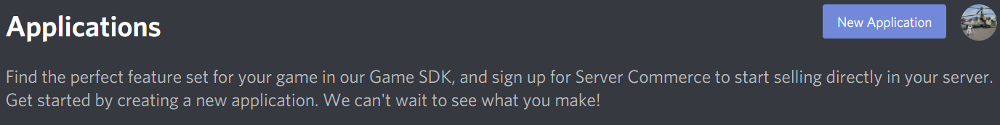 Applications
New Application
Find the perfect feature set for your game in our Game SDK, and sign up for Server Commerce to start selling directly in your server.
Get started by creating a new application. We can't wait to see what you make!